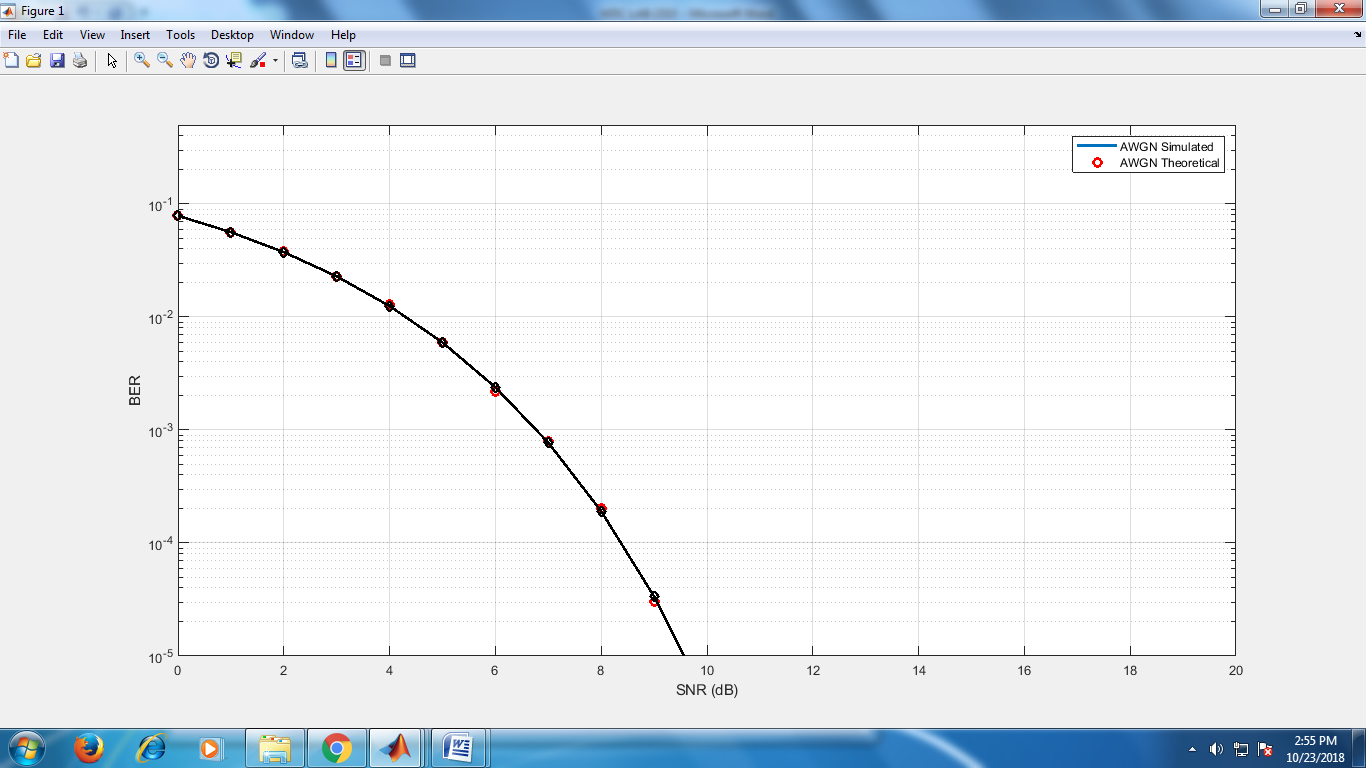 Figure 1
File Edit View Insert Tools Desktop Window Help
AWGN Simulated
AWGN Theoretical
10-1
10-2
10-3
10-4
10-5
BER
0 2 4 6 8 10 12 14 16 18 20
SNR (dB)
2:55 PM
10/23/2018